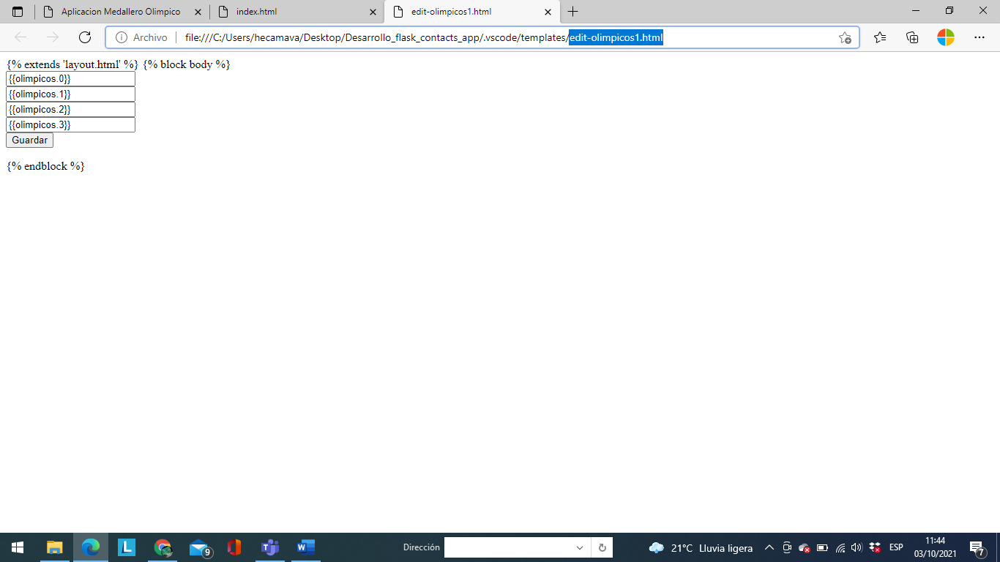 Aplicacion Medallero Olimpico
index.html
edit-olimpicos1.html
Archivo
file:///C:/Users/hecamava/Desktop/Desarrollo_flask_contacts_app/.vscode/templates/edit-olimpicos1.html
{% extends 'layout.html' %} {% block body %}
{{olimpicos.0}}
{{olimpicos.1}}
{{olimpicos.2}}
{{olimpicos.3}}
Guardar
{% endblock %}
L
9
T
W
Dirección
21°C Lluvia ligera
ESP
11:44
03/10/2021
7